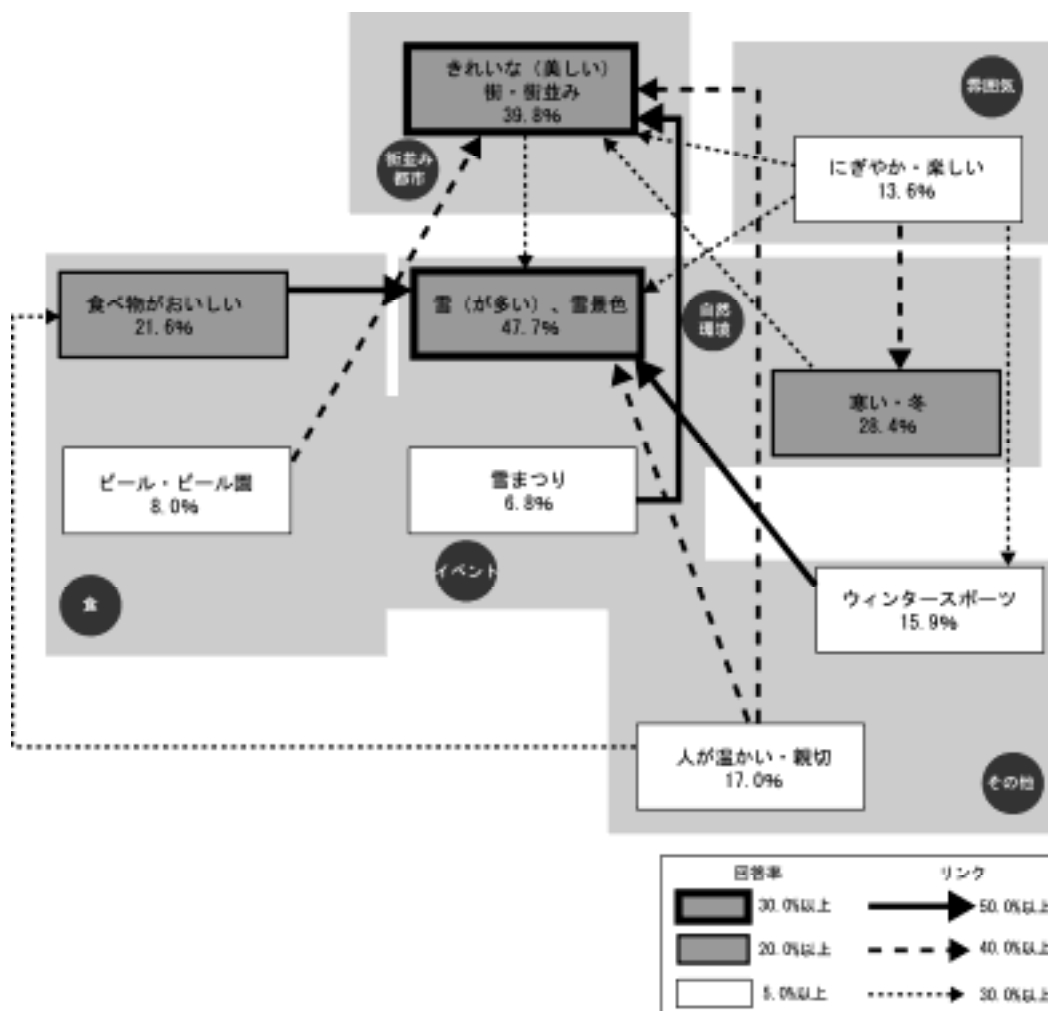 きれいな（美しい）
街・街並み
39.8%
雰囲気
街並み
都市
にぎやか・楽しい
13.6%
食べ物がおいしい
21.6%
雪（が多い）、雪景色
47.7%
自然
環境
寒い・冬
28.4%
ビール・ビール園
8.0%
雪まつり
6.8%
イベント
食
ウィンタースポーツ
15.9%
人が温かい・親切
17.0%
その他
回答率
リンク
30.0%以上
50.0%以上
20.0%以上
40.0%以上
5.0%以上
30.0%以上